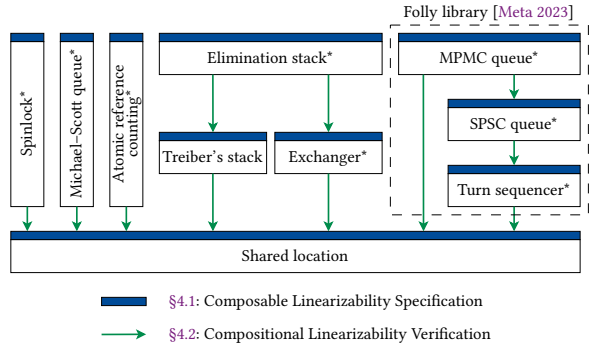 Folly library [Meta 2023]
Spinlock*
Michael–Scott queue*
Atomic reference
counting*
Elimination stack*
MPMC queue*
SPSC queue*
Treiber's stack
Exchanger*
Turn sequencer*
Shared location
§4.1: Composable Linearizability Specification
§4.2: Compositional Linearizability Verification